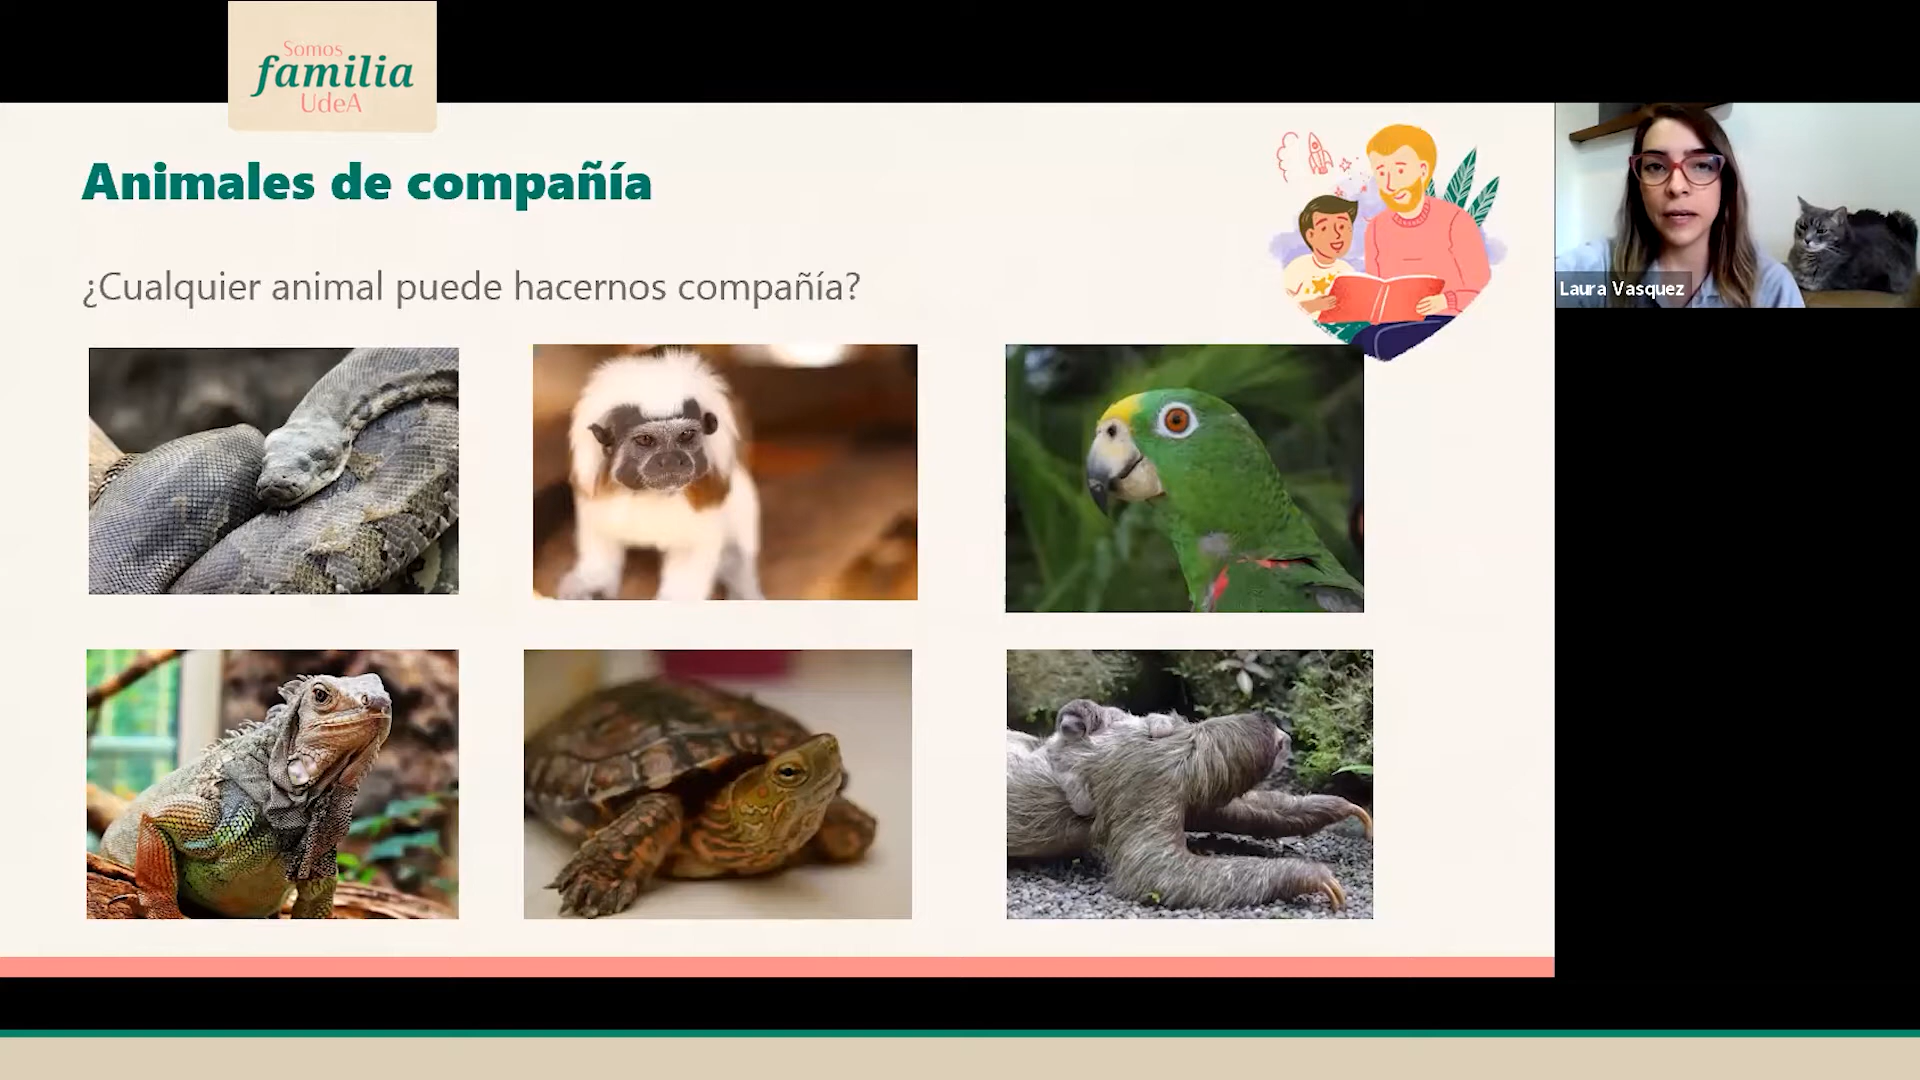 Somos
familia
UdeA
Animales de compañía
¿Cualquier animal puede hacernos compañía?
Laura Vasquez